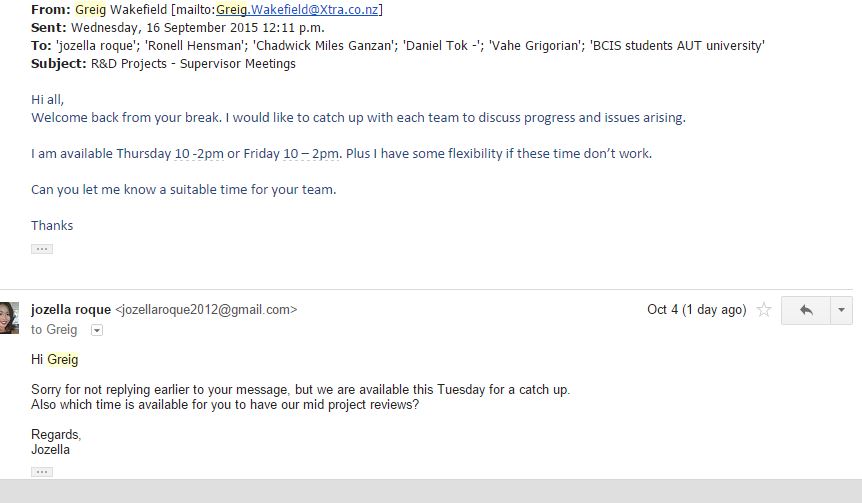 From: Greig Wakefield [mailto:Greig.Wakefield@Xtra.co.nz]
Sent: Wednesday, 16 September 2015 12:11 p.m.
To: 'jozella roque'; 'Ronell Hensman'; 'Chadwick Miles Ganzan'; 'Daniel Tok -'; 'Vahe Grigorian'; 'BCIS students AUT university'
Subject: R&D Projects - Supervisor Meetings
Hi all,
Welcome back from your break. I would like to catch up with each team to discuss progress and issues arising.
I am available Thursday 10 -2pm or Friday 10 – 2pm. Plus I have some flexibility if these time don’t work.
Can you let me know a suitable time for your team.
Thanks
...
jozella roque <jozellaroque2012@gmail.com> Oct 4 (1 day ago)
to Greig
Hi Greig
Sorry for not replying earlier to your message, but we are available this Tuesday for a catch up.
Also which time is available for you to have our mid project reviews?
Regards,
Jozella
...